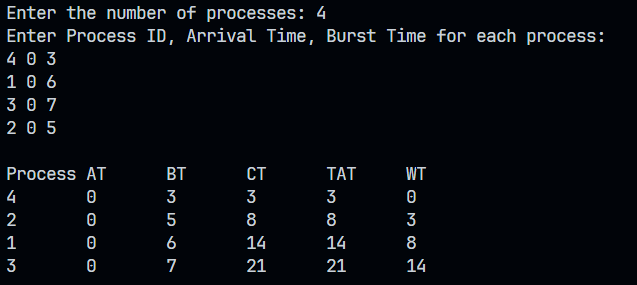 Enter the number of processes: 4
Enter Process ID, Arrival Time, Burst Time for each process:
4 0 3
1 0 6
3 0 7
2 0 5
Process AT BT CT TAT WT
4 0 3 3 3 0
2 0 5 8 8 3
1 0 6 14 14 8
3 0 7 21 21 14